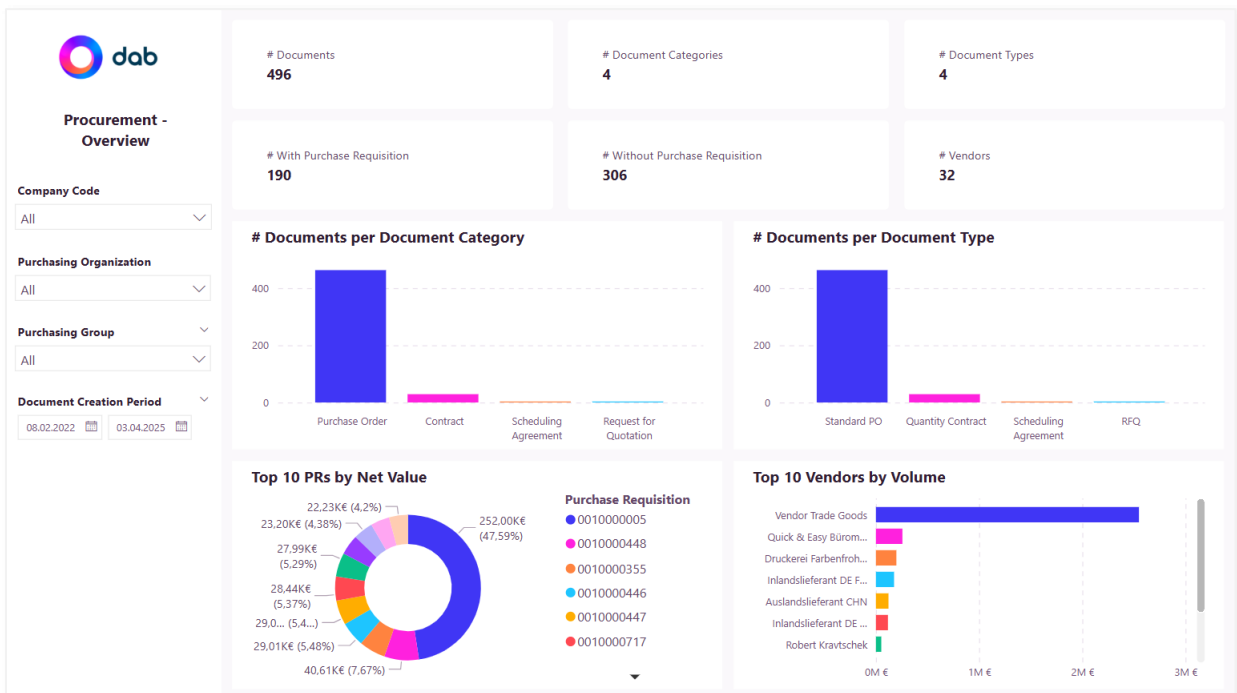 dab
Procurement -
Overview
Company Code
All
Purchasing Organization
All
Purchasing Group
All
Document Creation Period
08.02.2022
03.04.2025
# Documents
496
# Document Categories
4
# Document Types
4
# With Purchase Requisition
190
# Without Purchase Requisition
306
# Vendors
32
# Documents per Document Category
400
200
0
Purchase Order
Contract
Scheduling
Agreement
Request for
Quotation
# Documents per Document Type
400
200
0
Standard PO
Quantity Contract
Scheduling
Agreement
RFQ
Top 10 PRs by Net Value
22,23K€ (4,2%)
23,20K€ (4,38%)
27,99K€
(5,29%)
28,44K€
(5,37%)
29,0... (5,4...)
29,01K€ (5,48%)
40,61K€ (7,67%)
252,00K€
(47,59%)
Purchase Requisition
0010000005
0010000448
0010000355
0010000446
0010000447
0010000717
Top 10 Vendors by Volume
Vendor Trade Goods
Quick & Easy Bürom...
Druckerei Farbenfroh...
Inlandslieferant DE F...
Auslandslieferant CHN
Inlandslieferant DE ...
Robert Kravtschek
0M €
1M €
2M €
3M €